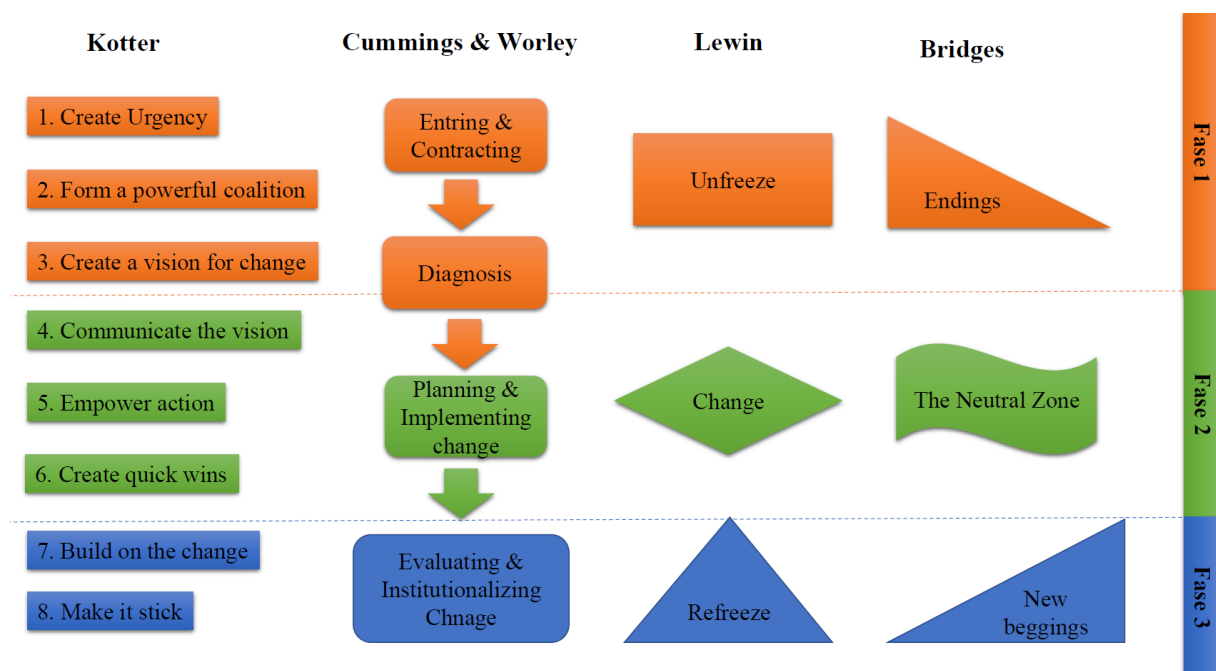 Kotter
Cummings & Worley
Lewin
Bridges
1. Create Urgency
2. Form a powerful coalition
3. Create a vision for change
Entring &
Contracting
Diagnosis
Unfreeze
Endings
Fase 1
4. Communicate the vision
5. Empower action
6. Create quick wins
Planning &
Implementing
change
Change
The Neutral Zone
Fase 2
7. Build on the change
8. Make it stick
Evaluating &
Institutionalizing
Chnage
Refreeze
New
beggings
Fase 3